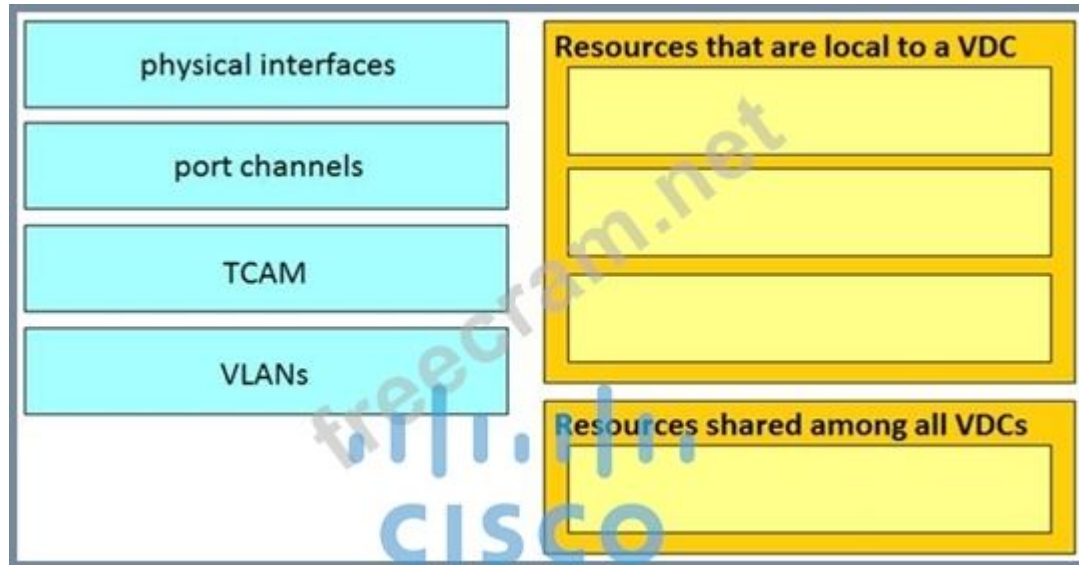 physical interfaces
port channels
TCAM
VLANs
Resources that are local to a VDC
Resources shared among all VDCs
freecram.net
CISCO